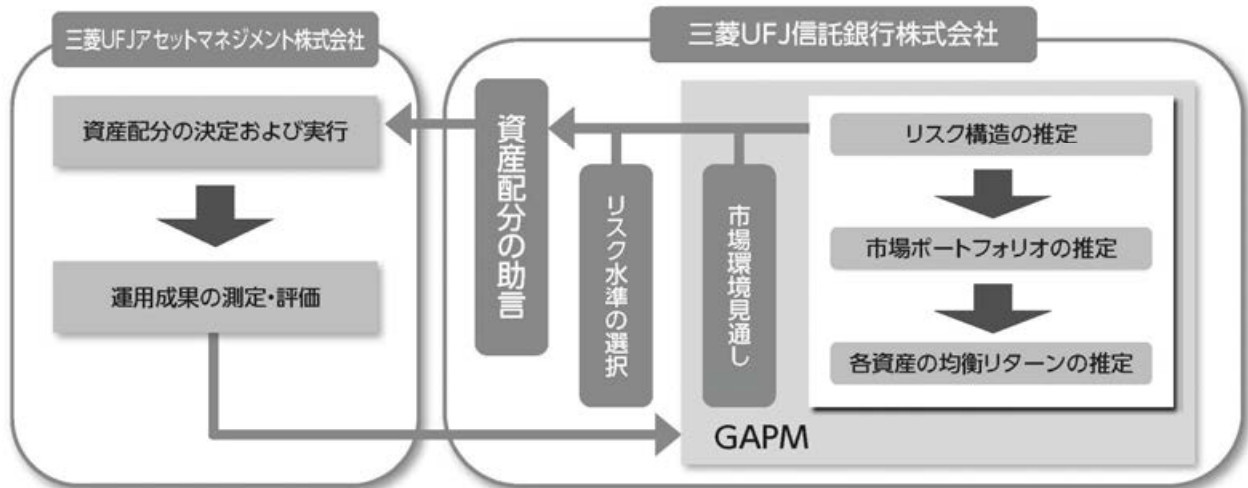 三菱UFJアセットマネジメント株式会社
資産配分の決定および実行
運用成果の測定・評価
三菱UFJ信託銀行株式会社
資産配分の助言
リスク水準の選択
市場環境見通し
リスク構造の推定
市場ポートフォリオの推定
各資産の均衡リターンの推定
GAPM